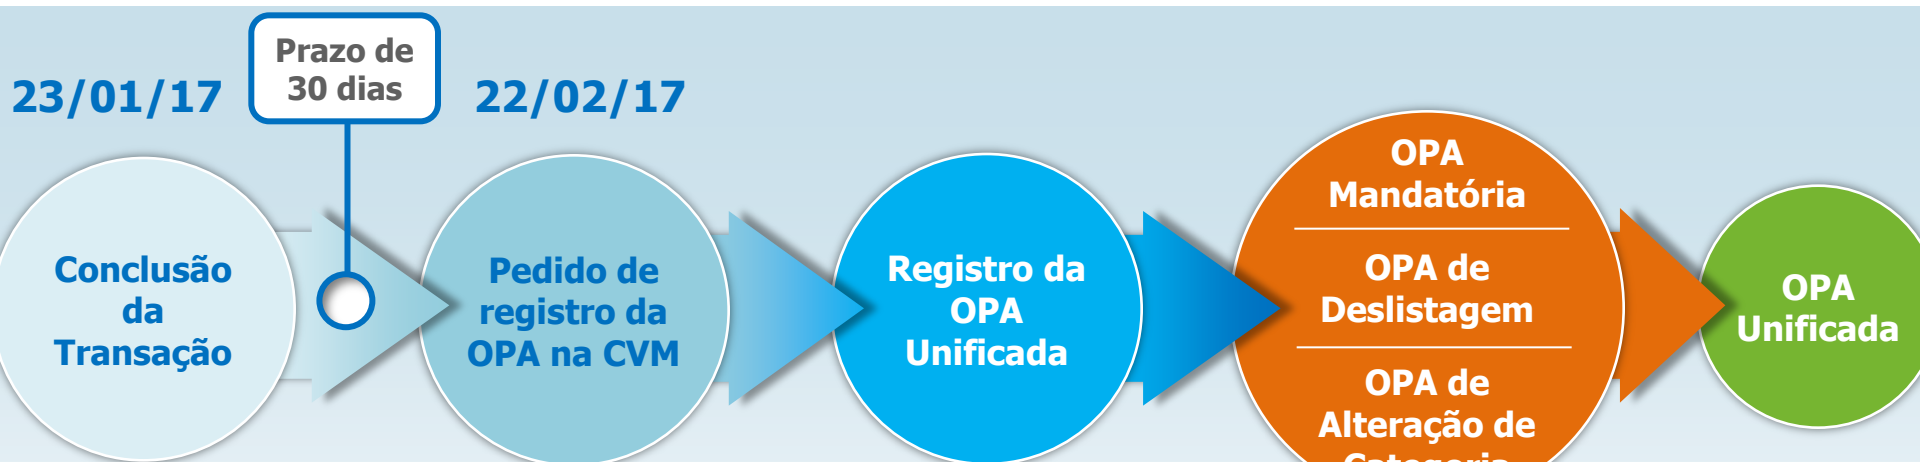 23/01/17
Prazo de
30 dias
22/02/17
Conclusão
da
Transação
Pedido de
registro da
OPA na CVM
Registro da
OPA
Unificada
OPA
Mandatória
OPA de
Deslistagem
OPA de
Alteração de
Categoria
OPA
Unificada